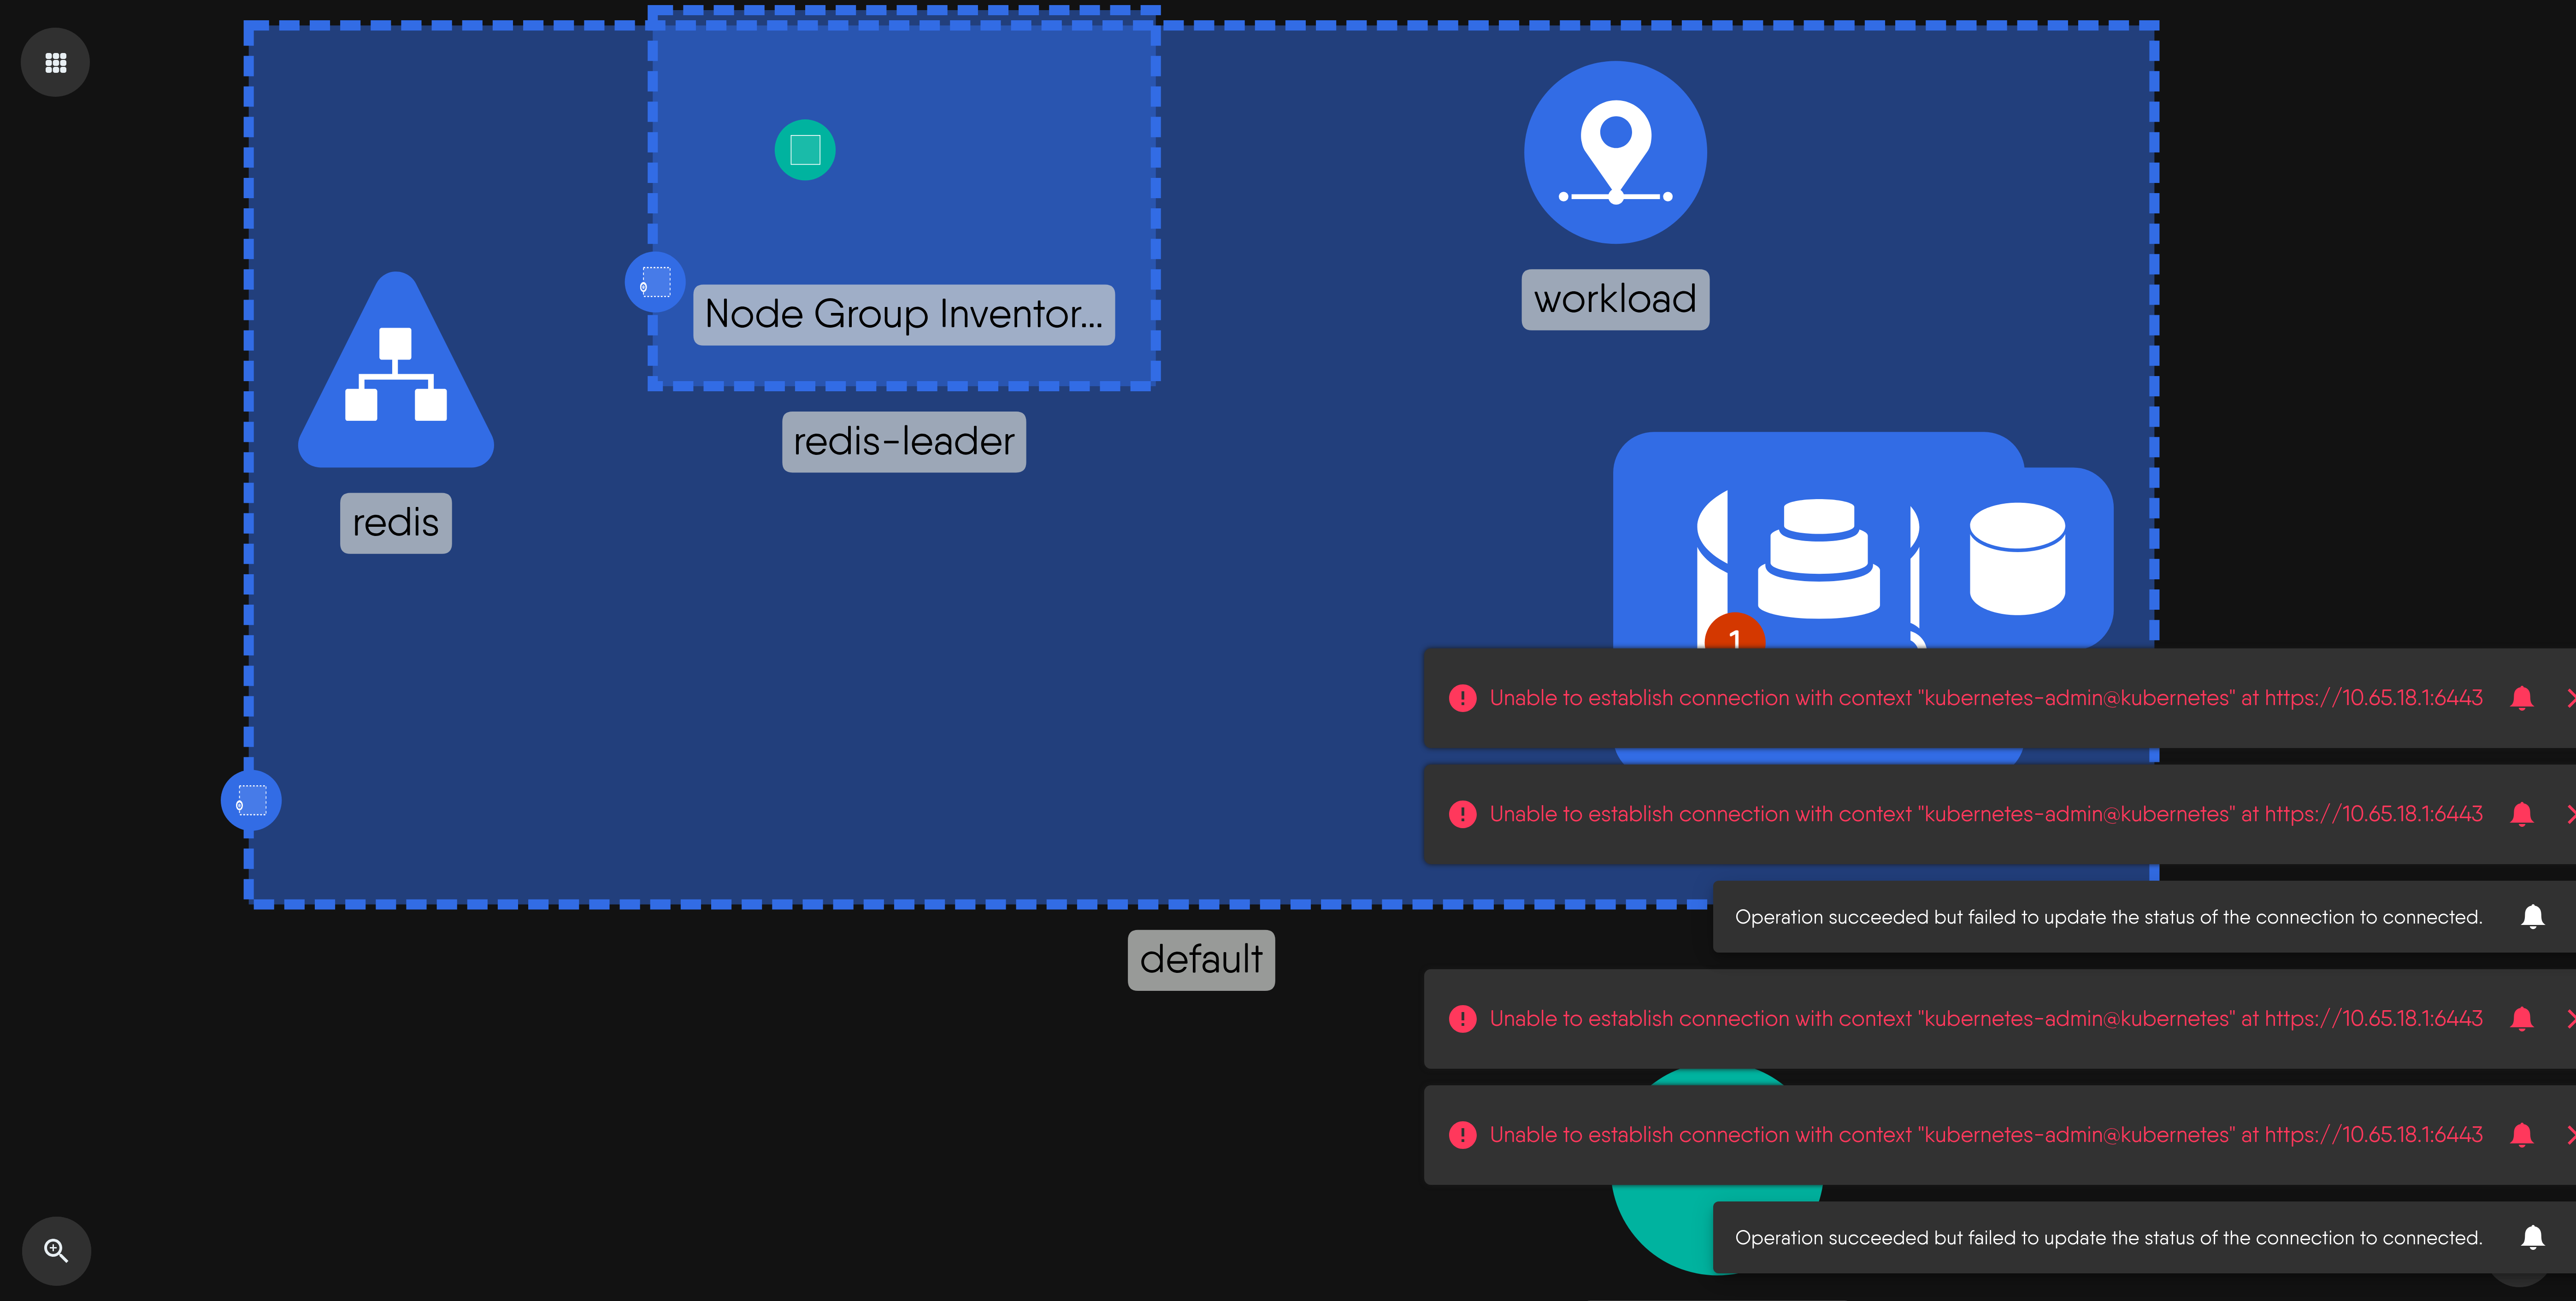 Node Group Inventor...
workload
redis-leader
redis
1
Unable to establish connection with context "kubernetes-admin@kubernetes" at https://10.65.18.1:6443
Unable to establish connection with context "kubernetes-admin@kubernetes" at https://10.65.18.1:6443
Operation succeeded but failed to update the status of the connection to connected.
default
Unable to establish connection with context "kubernetes-admin@kubernetes" at https://10.65.18.1:6443
Unable to establish connection with context "kubernetes-admin@kubernetes" at https://10.65.18.1:6443
Operation succeeded but failed to update the status of the connection to connected.